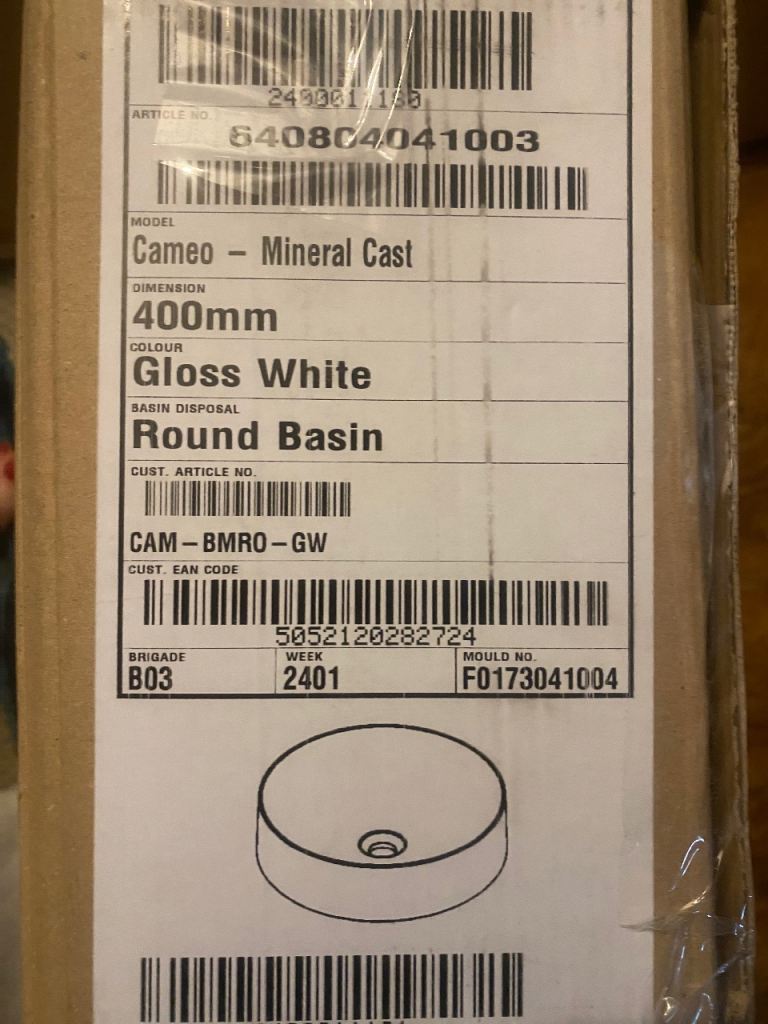 ARTICLE NO.
640804041003
MODEL
Cameo – Mineral Cast
DIMENSION
400mm
COLOUR
Gloss White
BASIN DISPOSAL
Round Basin
CUST. ARTICLE NO.
CAM–BMRO–GW
CUST. EAN CODE
5052120282724
BRIGADE WEEK MOULD NO.
B03 2401 F0173041004